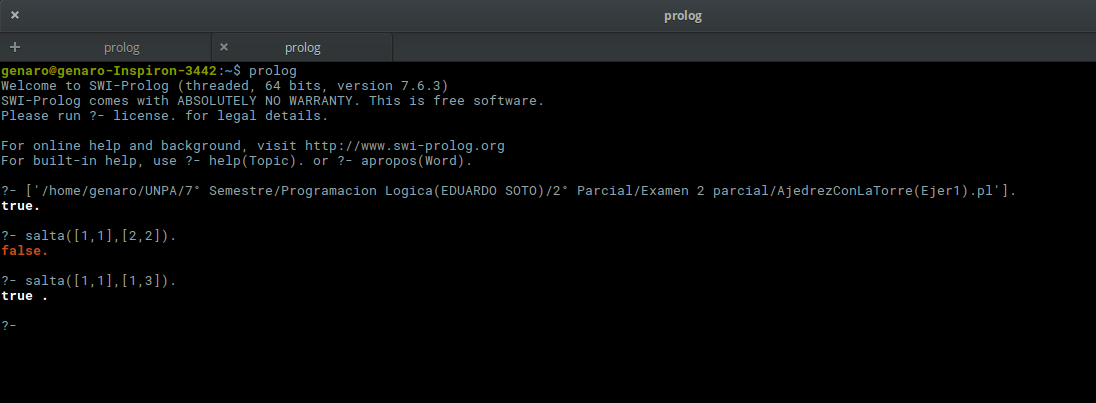 × prolog
+ prolog × prolog
genaro@genaro-Inspiron-3442:~$ prolog
Welcome to SWI-Prolog (threaded, 64 bits, version 7.6.3)
SWI-Prolog comes with ABSOLUTELY NO WARRANTY. This is free software.
Please run ?- license. for legal details.
For online help and background, visit http://www.swi-prolog.org
For built-in help, use ?- help(Topic). or ?- apropos(Word).
?- ['/home/genaro/UNPA/7° Semestre/Programacion Logica(EDUARDO SOTO)/2° Parcial/Examen 2 parcial/AjedrezConLaTorre(Ejer1).pl'].
true.
?- salta([1,1],[2,2]).
false.
?- salta([1,1],[1,3]).
true .
?-